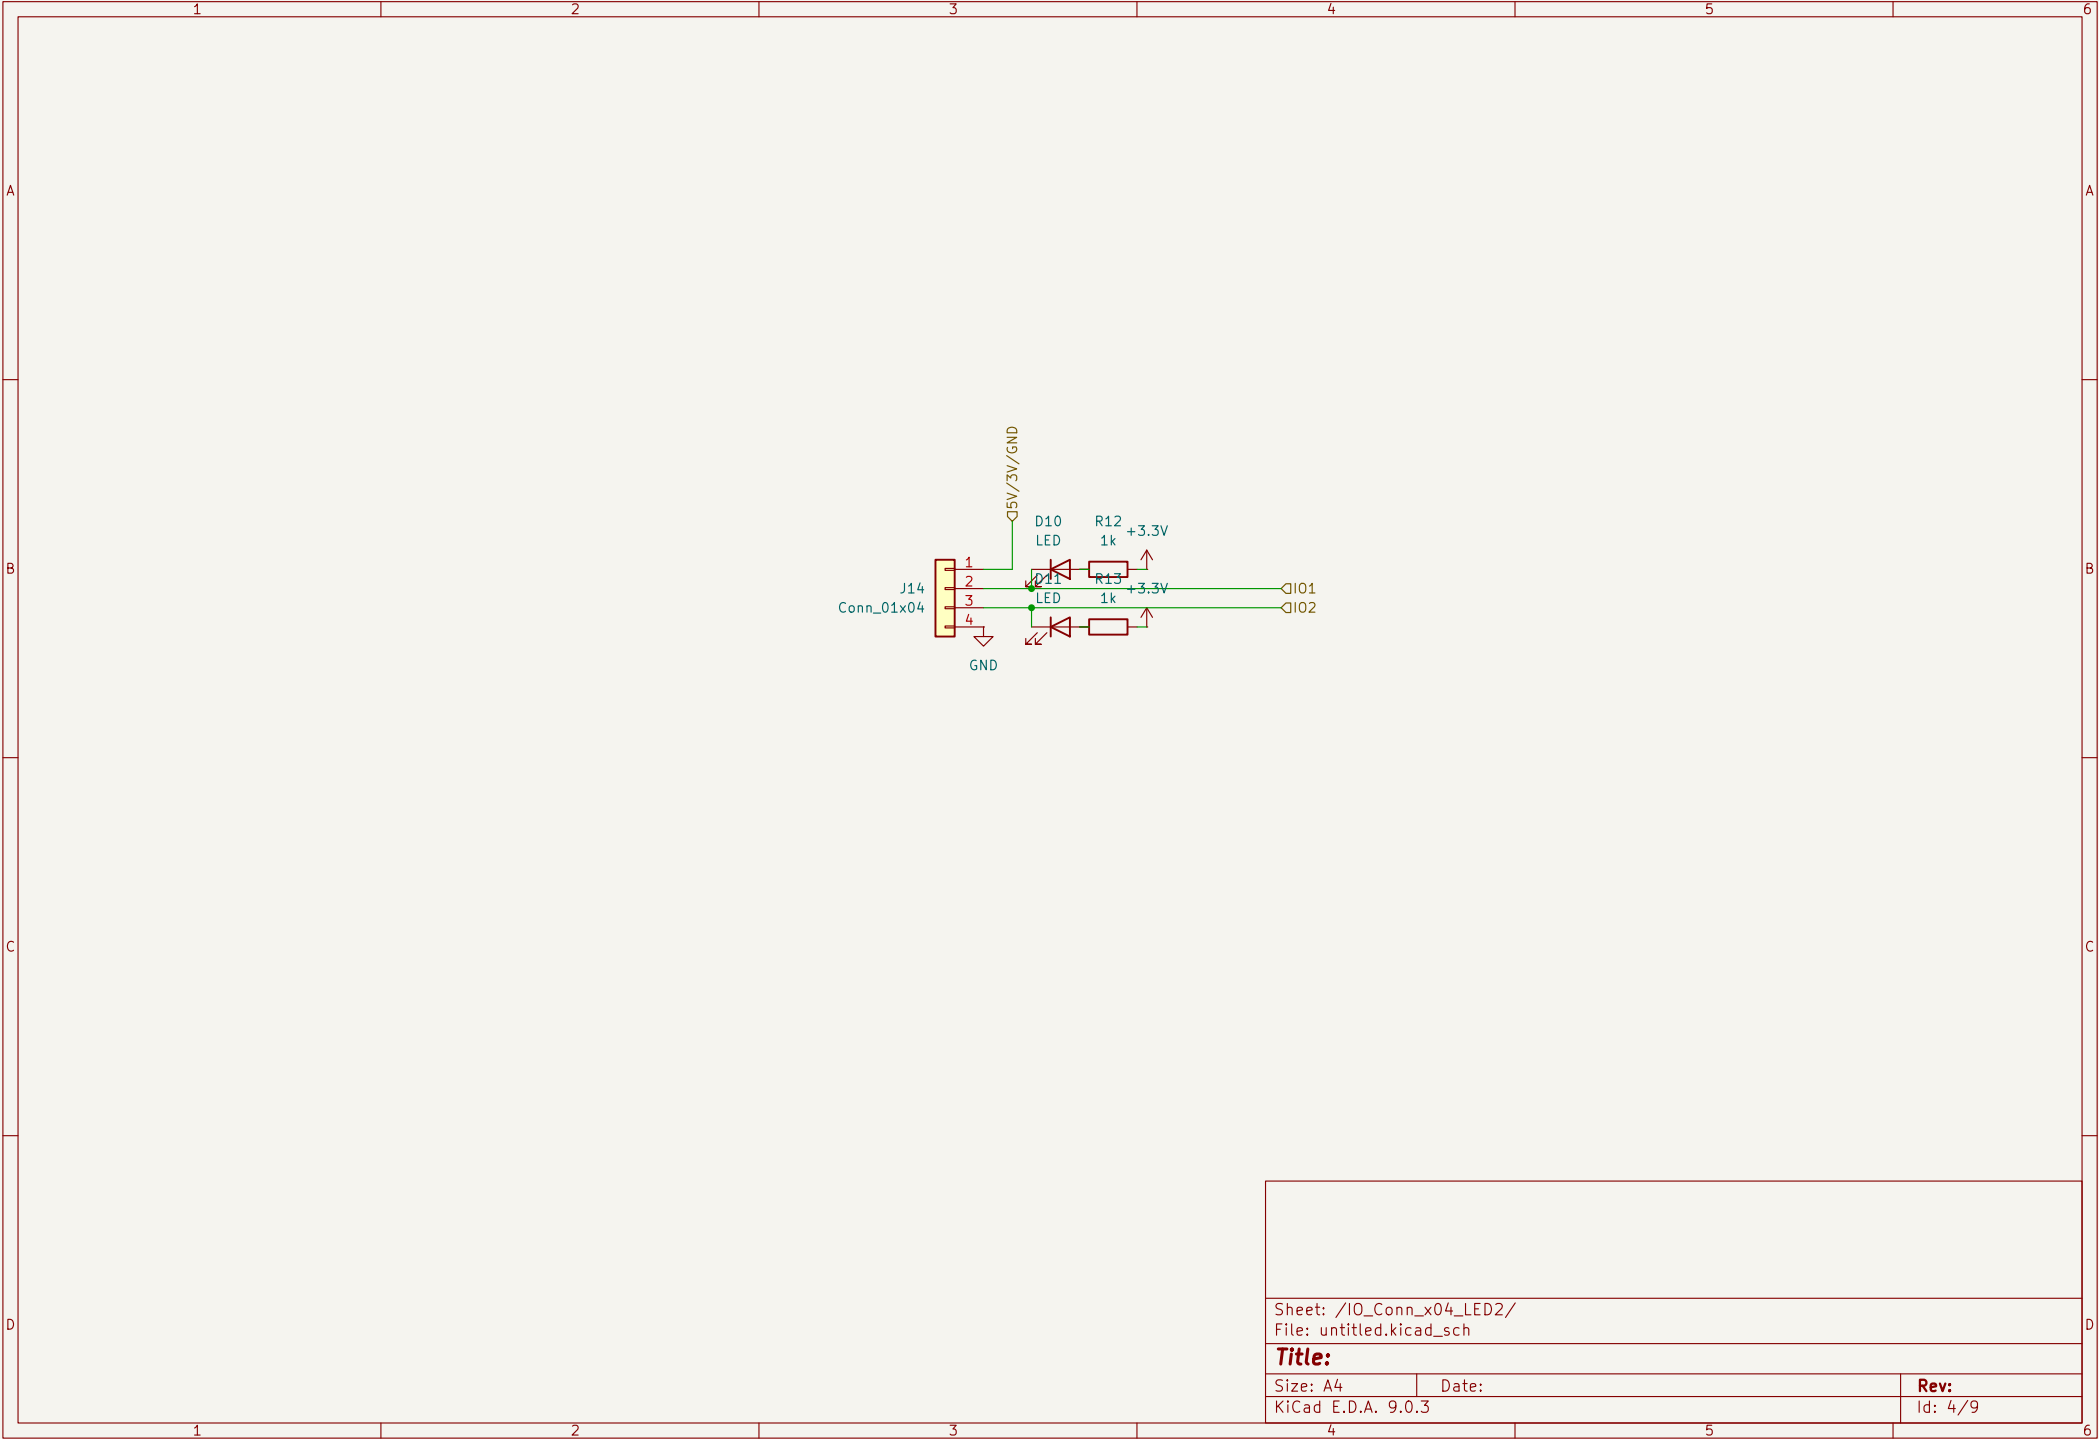 1 2 3 4 5 6
A A
5V/3V/GND
D10 R12 +3.3V
LED 1k
B B
1
2
3
4
J14
Conn_01x04
D11 R13 +3.3V
LED 1k
IO1
IO2
GND
C C
D D
Sheet: /IO_Conn_x04_LED2/
File: untitled.kicad_sch
Title:
Size: A4 Date: Rev:
KiCad E.D.A. 9.0.3 Id: 4/9
1 2 3 4 5 6